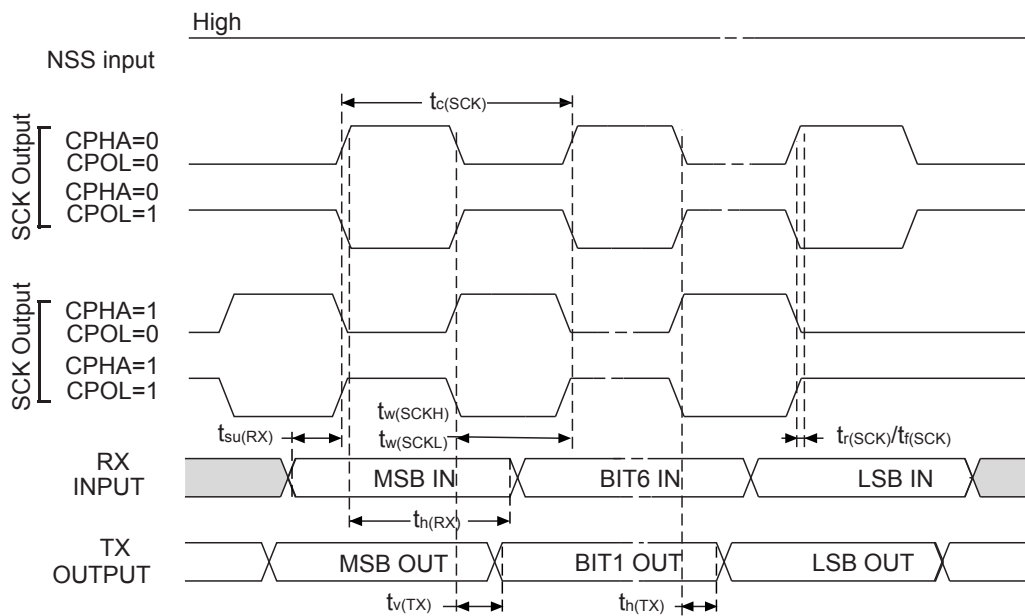 High
NSS input
tc(SCK)
SCK Output
CPHA=0
CPOL=0
CPHA=0
CPOL=1
SCK Output
CPHA=1
CPOL=0
CPHA=1
CPOL=1
tw(SCKH)
tw(SCKL)
tsu(RX)
tr(SCK)/tf(SCK)
RX
INPUT
MSB IN
BIT6 IN
LSB IN
th(RX)
TX
OUTPUT
MSB OUT
BIT1 OUT
LSB OUT
tv(TX)
th(TX)